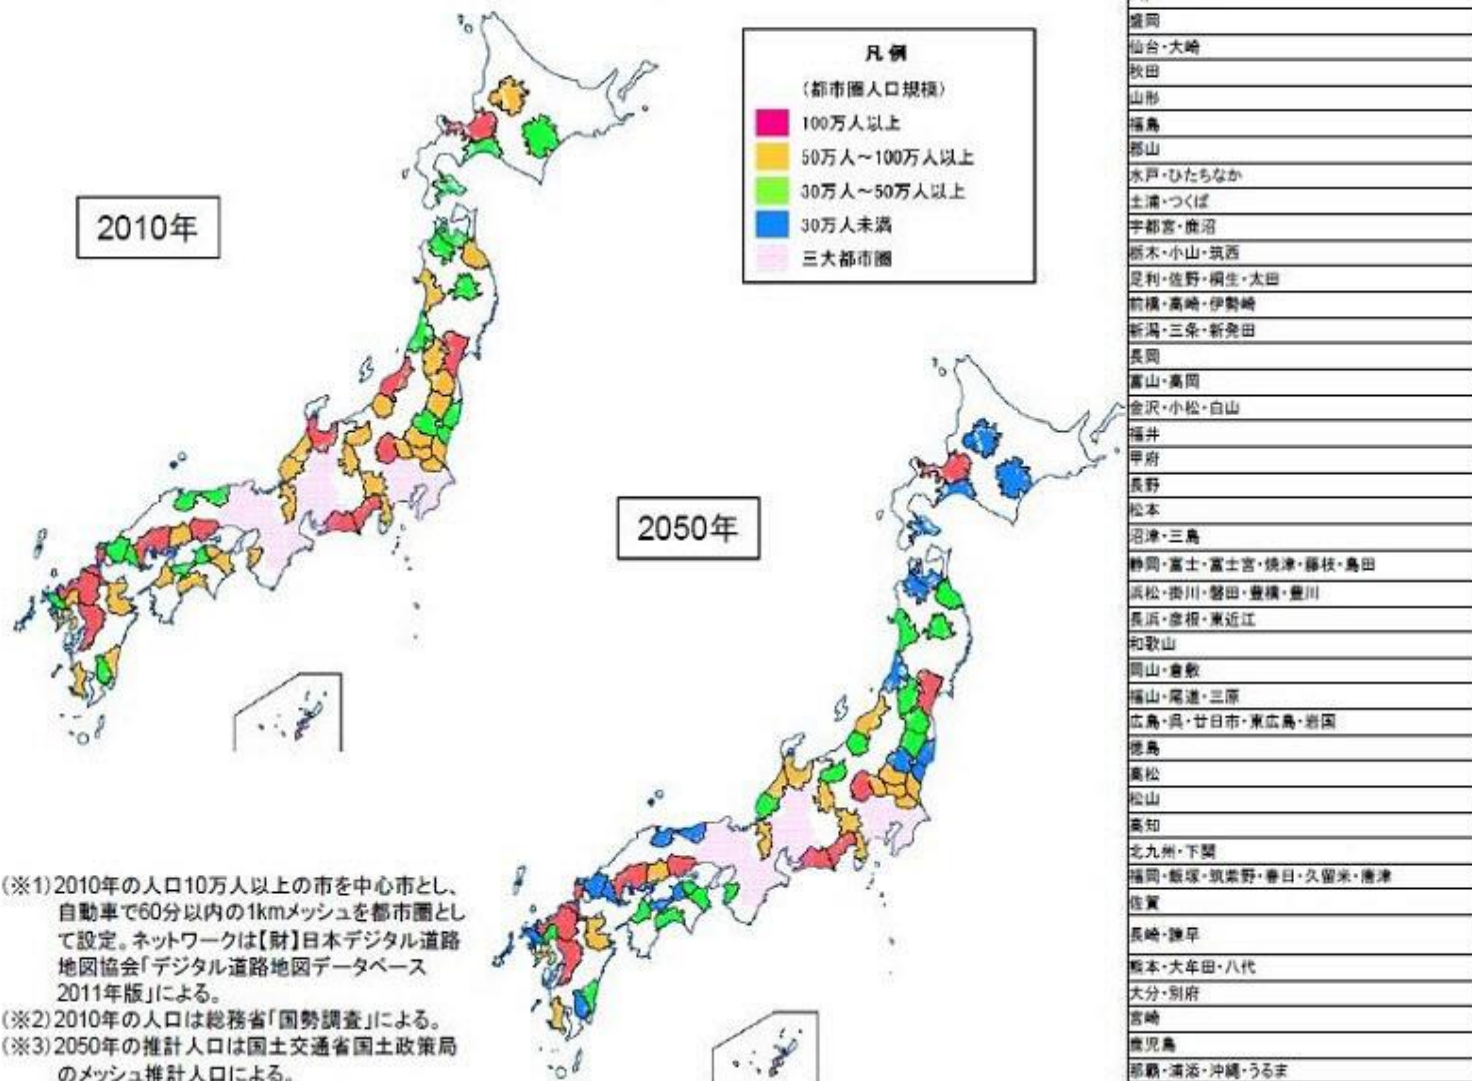 凡例
(都市圏人口規模)
100万人以上
50万人～100万人以上
30万人～50万人以上
30万人未満
三大都市圏
2010年
2050年
(※1)2010年の人口10万人以上の市を中心市とし、
自動車で60分以内の1kmメッシュを都市圏とし
て設定。ネットワークは【財】日本デジタル道路
地図協会「デジタル道路地図データベース
2011年版」による。
(※2)2010年の人口は総務省「国勢調査」による。
(※3)2050年の推計人口は国土交通省国土政策局
のメッシュ推計人口による。
盛岡
仙台・大崎
秋田
山形
福島
郡山
水戸・ひたちなか
土浦・つくば
宇都宮・鹿沼
栃木・小山・筑西
足利・佐野・桐生・太田
前橋・高崎・伊勢崎
新潟・三条・新発田
長岡
富山・高岡
金沢・小松・白山
福井
甲府
長野
松本
沼津・三島
静岡・富士・富士宮・焼津・藤枝・島田
浜松・掛川・磐田・豊橋・豊川
長浜・彦根・東近江
和歌山
岡山・倉敷
福山・尾道・三原
広島・呉・廿日市・東広島・岩国
徳島
高松
松山
高知
北九州・下関
福岡・飯塚・筑紫野・春日・久留米・唐津
佐賀
長崎・諫早
熊本・大牟田・八代
大分・別府
宮崎
鹿児島
那覇・浦添・沖縄・うるま